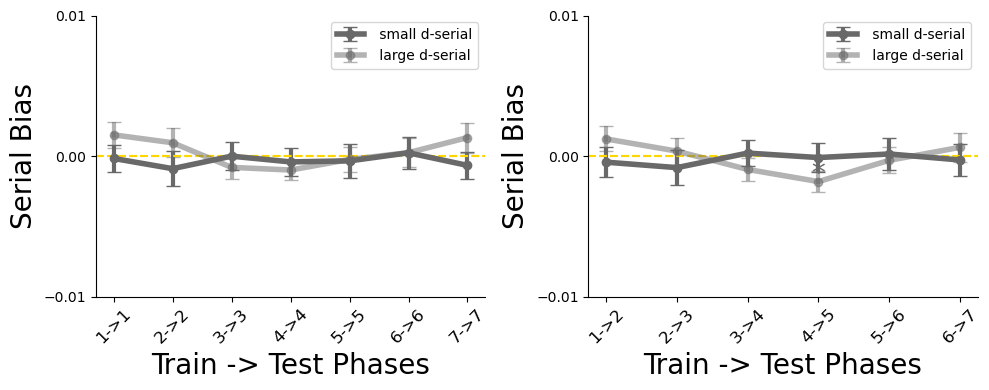 0.01
0.00
−0.01
Serial Bias
small d-serial
large d-serial
1->1
2->2
3->3
4->4
5->5
6->6
7->7
Train -> Test Phases
0.01
0.00
−0.01
Serial Bias
small d-serial
large d-serial
1->2
2->3
3->4
4->5
5->6
6->7
Train -> Test Phases